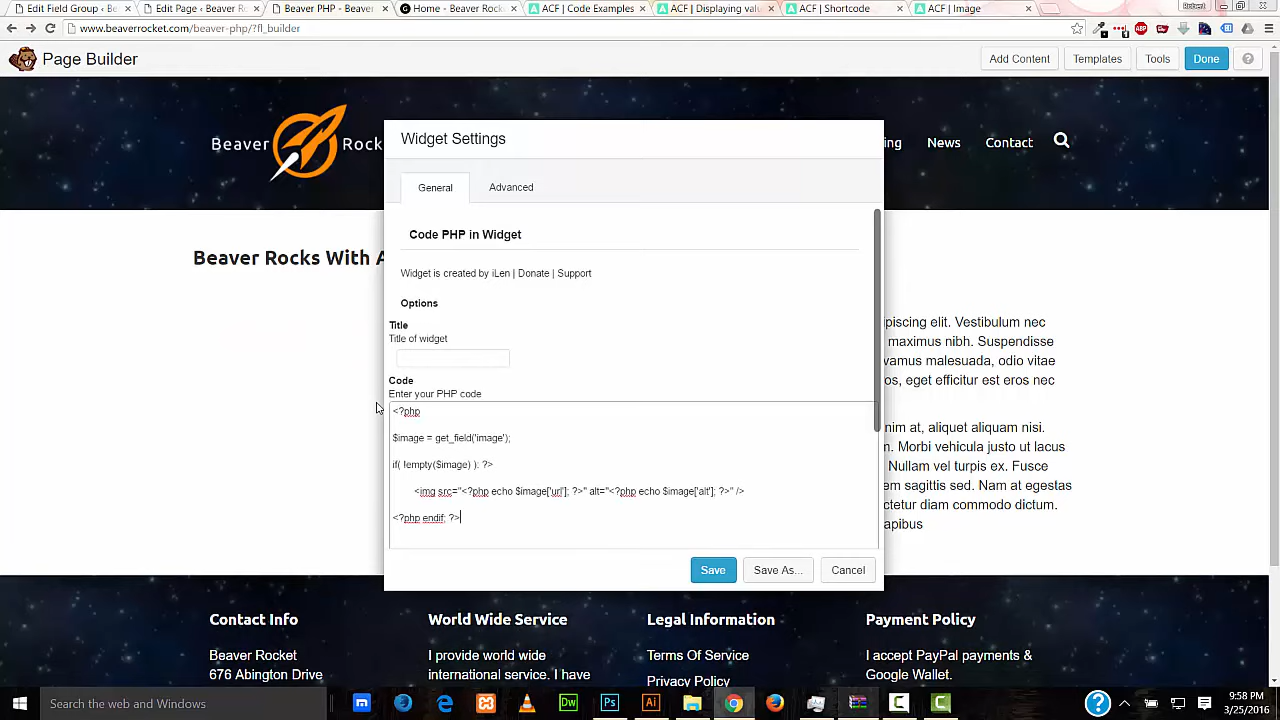 Edit Field Group ‹ B
Edit Page ‹ Beaver R
Beaver PHP - Beaver
Home - Beaver Rock
ACF | Code Examples
ACF | Displaying val
ACF | Shortcode
ACF | Image
Robert
www.beaverrocket.com/beaver-php/?fl_builder
ABP
Page Builder
Add Content
Templates
Tools
Done
?
Beaver Rock
ing
News
Contact
Widget Settings
General
Advanced
Beaver Rocks With A
Code PHP in Widget
Widget is created by iLen | Donate | Support
Options
Title
Title of widget
Code
Enter your PHP code
<?php
$image = get_field('image');
if( !empty($image) ): ?>
<img src="<?php echo $image['url']; ?>" alt="<?php echo $image['alt']; ?>" />
<?php endif; ?>
ipiscing elit. Vestibulum nec
maximus nibh. Suspendisse
vamus malesuada, odio vitae
es, eget efficitur est eros nec
nim at, aliquet aliquam nisi.
Morbi vehicula justo ut lacus
Nullam vel turpis ex. Fusce
sagittis sed. Nam et egestas
ctetur diam commodo dictum.
apibus
Save
Save As...
Cancel
Contact Info
World Wide Service
Legal Information
Payment Policy
Beaver Rocket
676 Abington Drive
I provide world wide
international service. I have
Terms Of Service
Privacy Policy
I accept PayPal payments &
Google Wallet.
Search the web and Windows
Dw
Ps
Ai
?
9:58 PM
3/25/2016